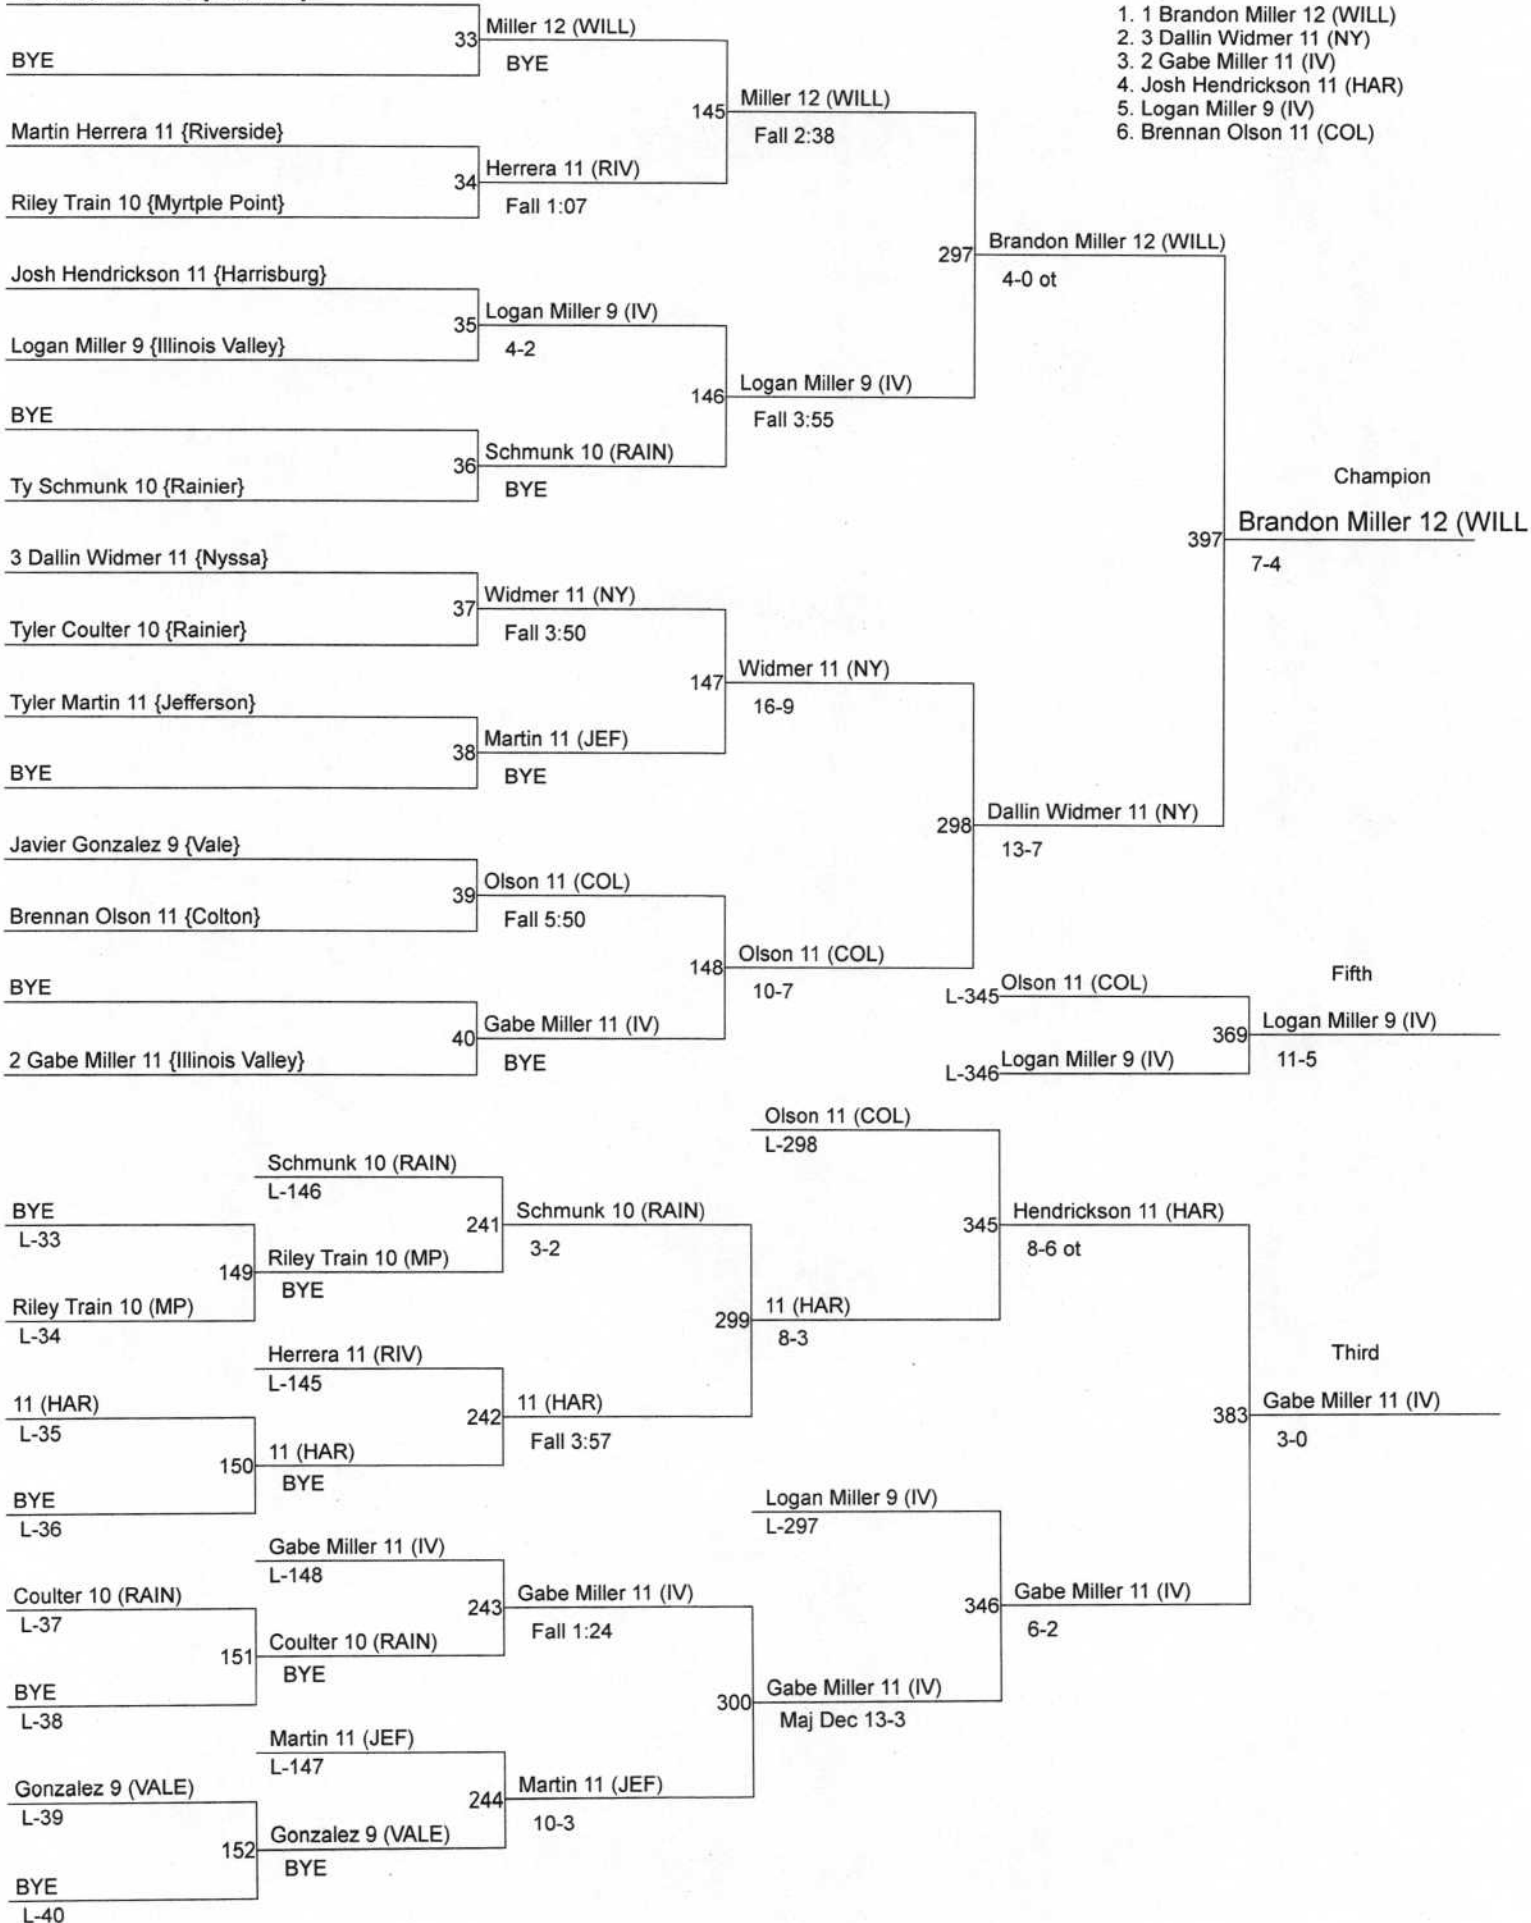 1. 1 Brandon Miller 12 (WILL)
2. 3 Dallin Widmer 11 (NY)
3. 2 Gabe Miller 11 (IV)
4. Josh Hendrickson 11 (HAR)
5. Logan Miller 9 (IV)
6. Brennan Olson 11 (COL)
33 Miller 12 (WILL)
BYE
BYE
145 Miller 12 (WILL)
Fall 2:38
Martin Herrera 11 {Riverside}
34 Herrera 11 (RIV)
Fall 1:07
Riley Train 10 {Myrtple Point}
297 Brandon Miller 12 (WILL)
4-0 ot
Josh Hendrickson 11 {Harrisburg}
35 Logan Miller 9 (IV)
4-2
Logan Miller 9 {Illinois Valley}
146 Logan Miller 9 (IV)
Fall 3:55
BYE
36 Schmunk 10 (RAIN)
BYE
Ty Schmunk 10 {Rainier}
Champion
397 Brandon Miller 12 (WILL
7-4
3 Dallin Widmer 11 {Nyssa}
37 Widmer 11 (NY)
Fall 3:50
Tyler Coulter 10 {Rainier}
147 Widmer 11 (NY)
16-9
Tyler Martin 11 {Jefferson}
38 Martin 11 (JEF)
BYE
BYE
298 Dallin Widmer 11 (NY)
13-7
Javier Gonzalez 9 {Vale}
39 Olson 11 (COL)
Fall 5:50
Brennan Olson 11 {Colton}
148 Olson 11 (COL)
10-7
BYE
40 Gabe Miller 11 (IV)
BYE
2 Gabe Miller 11 {Illinois Valley}
Fifth
L-345 Olson 11 (COL)
369 Logan Miller 9 (IV)
11-5
L-346 Logan Miller 9 (IV)
Olson 11 (COL)
L-298
Schmunk 10 (RAIN)
L-146
BYE
L-33
241 Schmunk 10 (RAIN)
3-2
345 Hendrickson 11 (HAR)
8-6 ot
149 Riley Train 10 (MP)
BYE
Riley Train 10 (MP)
L-34
299 11 (HAR)
8-3
Herrera 11 (RIV)
L-145
Third
11 (HAR)
L-35
242 11 (HAR)
Fall 3:57
383 Gabe Miller 11 (IV)
3-0
150 11 (HAR)
BYE
BYE
L-36
Logan Miller 9 (IV)
L-297
Gabe Miller 11 (IV)
L-148
Coulter 10 (RAIN)
L-37
243 Gabe Miller 11 (IV)
Fall 1:24
346 Gabe Miller 11 (IV)
6-2
151 Coulter 10 (RAIN)
BYE
BYE
L-38
300 Gabe Miller 11 (IV)
Maj Dec 13-3
Martin 11 (JEF)
L-147
Gonzalez 9 (VALE)
L-39
244 Martin 11 (JEF)
10-3
152 Gonzalez 9 (VALE)
BYE
BYE
L-40